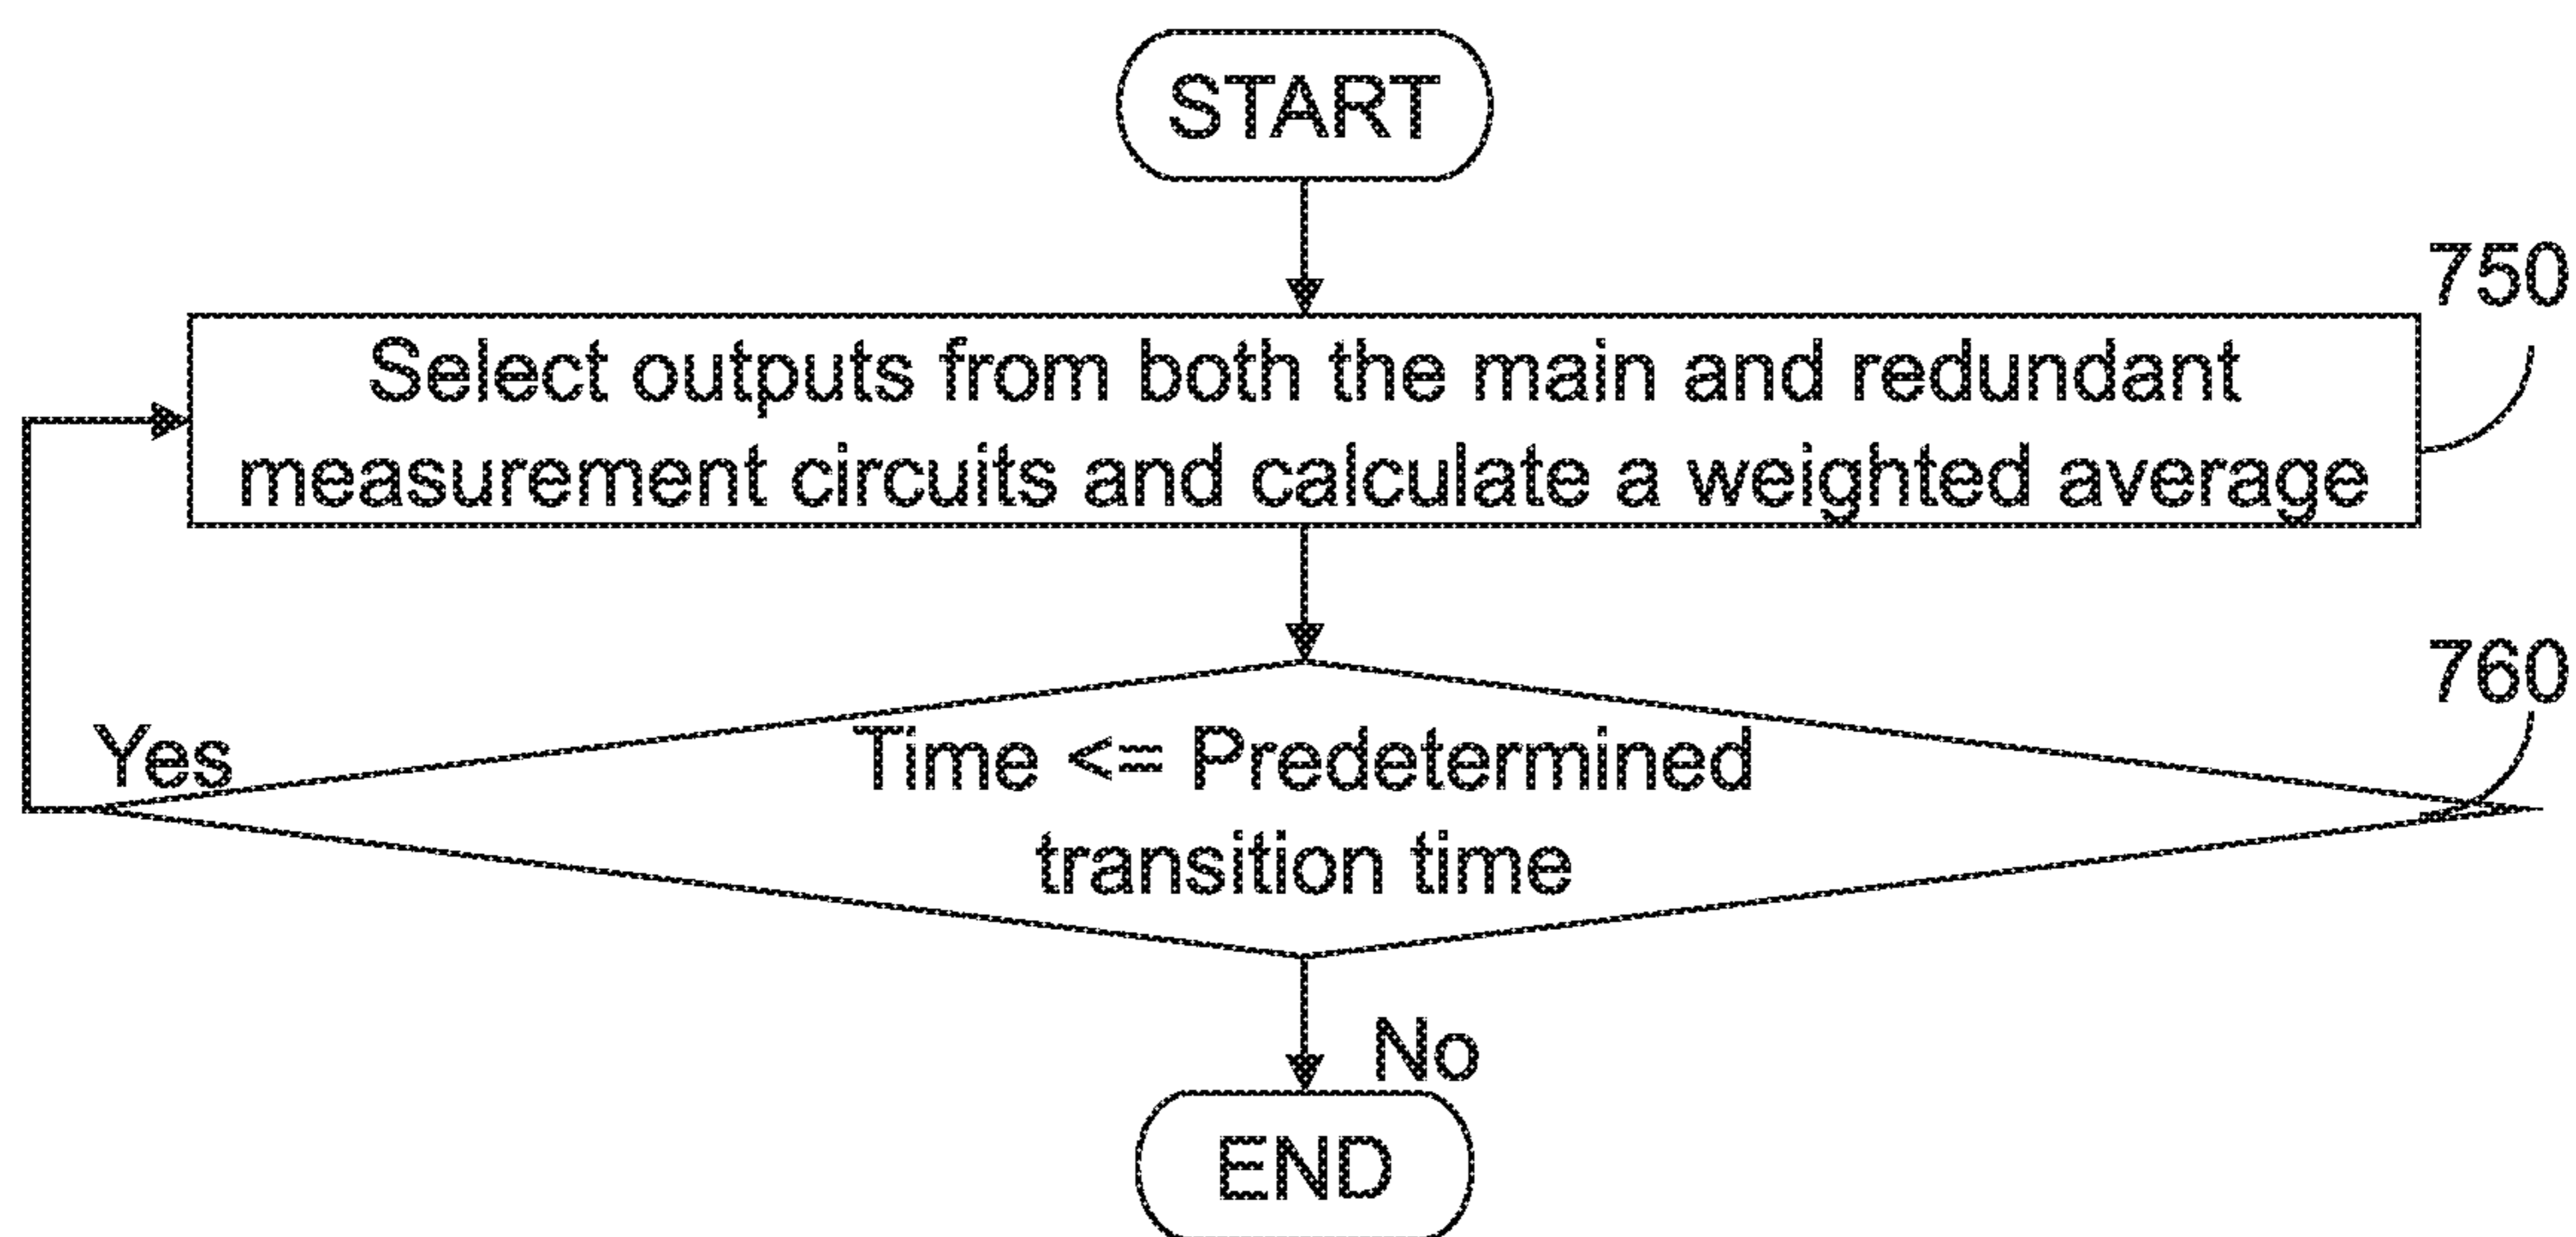 START
750
Select outputs from both the main and redundant
measurement circuits and calculate a weighted average
760
Yes
Time <= Predetermined
transition time
No
END